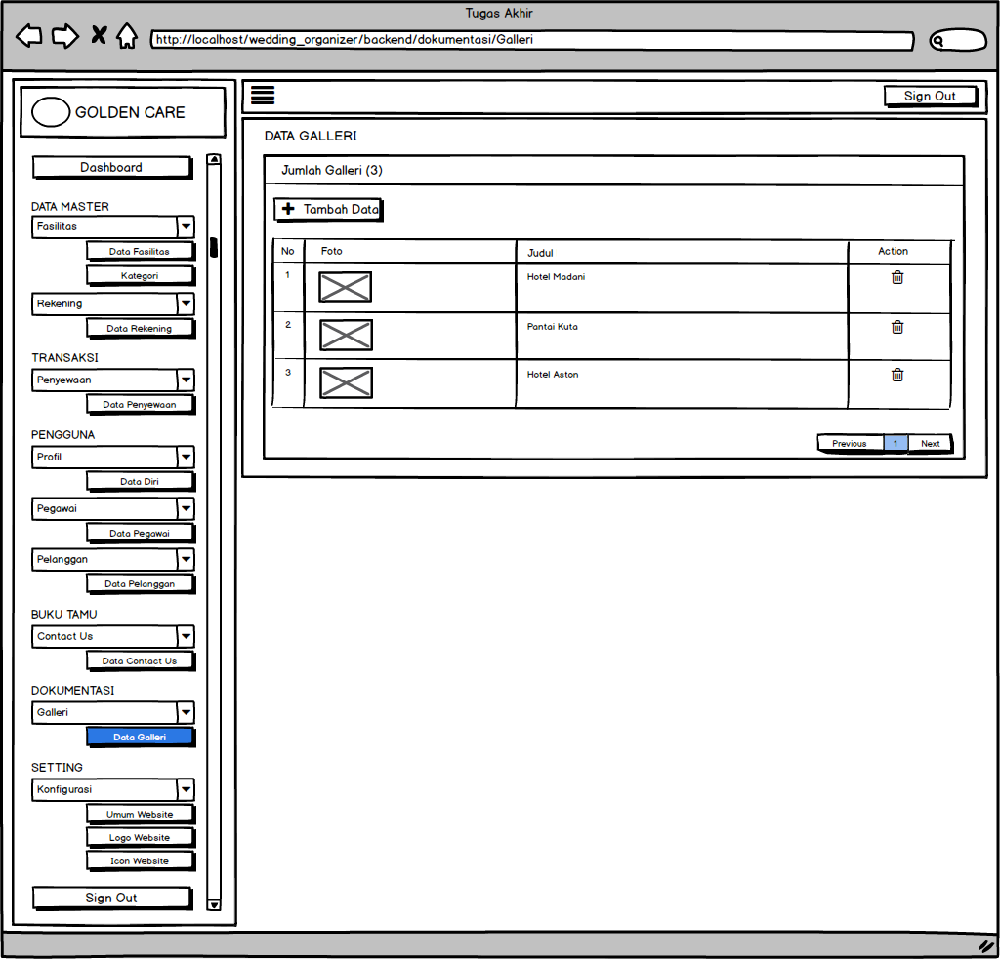 Tugas Akhir
http://localhost/wedding_organizer/backend/dokumentasi/Galleri
GOLDEN CARE
Dashboard
DATA MASTER
Fasilitas
Data Fasilitas
Kategori
Rekening
Data Rekening
TRANSAKSI
Penyewaan
Data Penyewaan
PENGGUNA
Profil
Data Diri
Pegawai
Data Pegawai
Pelanggan
Data Pelanggan
BUKU TAMU
Contact Us
Data Contact Us
DOKUMENTASI
Galleri
Data Galleri
SETTING
Konfigurasi
Umum Website
Logo Website
Icon Website
Sign Out
Sign Out
DATA GALLERI
Jumlah Galleri (3)
Tambah Data
No Foto Judul Action
1 Hotel Madani
2 Pantai Kuta
3 Hotel Aston
Previous 1 Next